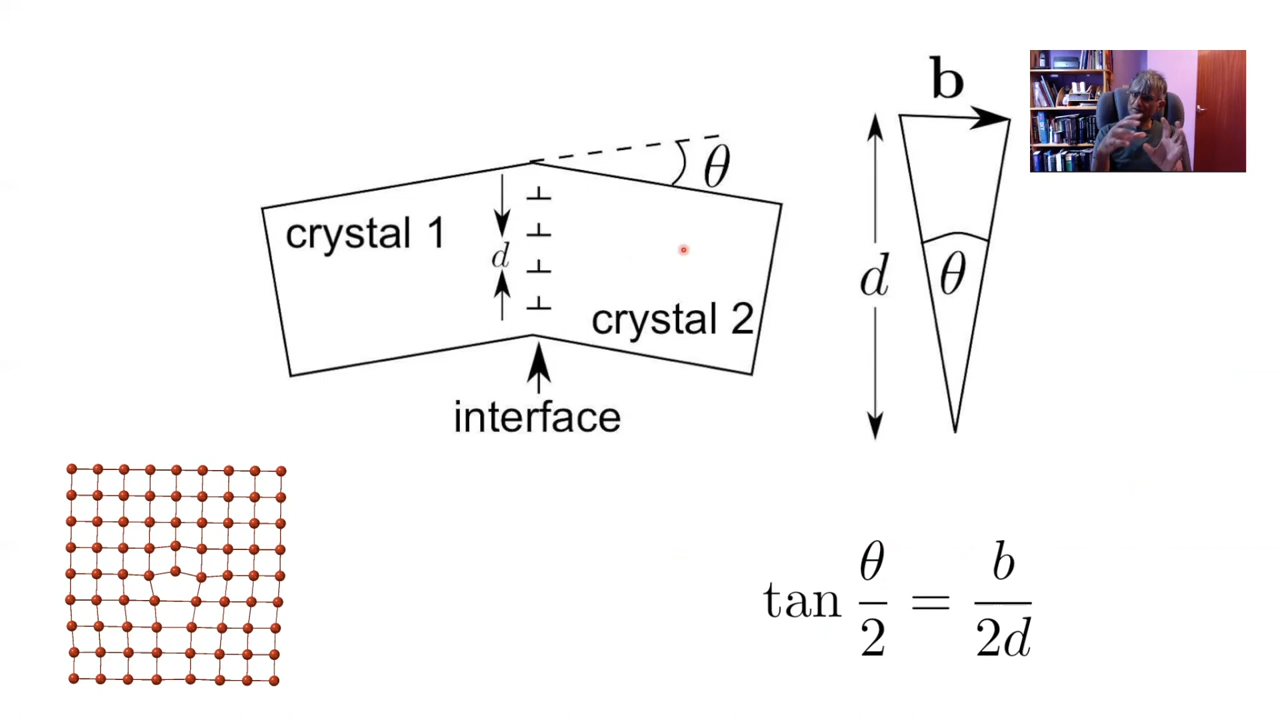 b
θ
crystal 1
d
d
θ
crystal 2
interface
tan θ/2 = b/2d